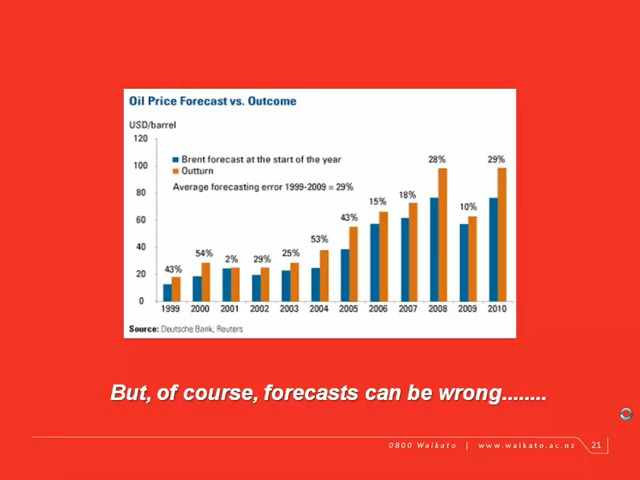 Oil Price Forecast vs. Outcome
USD/barrel
120
100
80
60
40
20
0
Brent forecast at the start of the year
Outturn
Average forecasting error 1999-2009 = 29%
43% 54% 2% 29% 25% 53% 43% 15% 18% 28% 10% 29%
1999 2000 2001 2002 2003 2004 2005 2006 2007 2008 2009 2010
Source: Deutsche Bank, Reuters
But, of course, forecasts can be wrong........
0800 Waikato | www.waikato.ac.nz 21